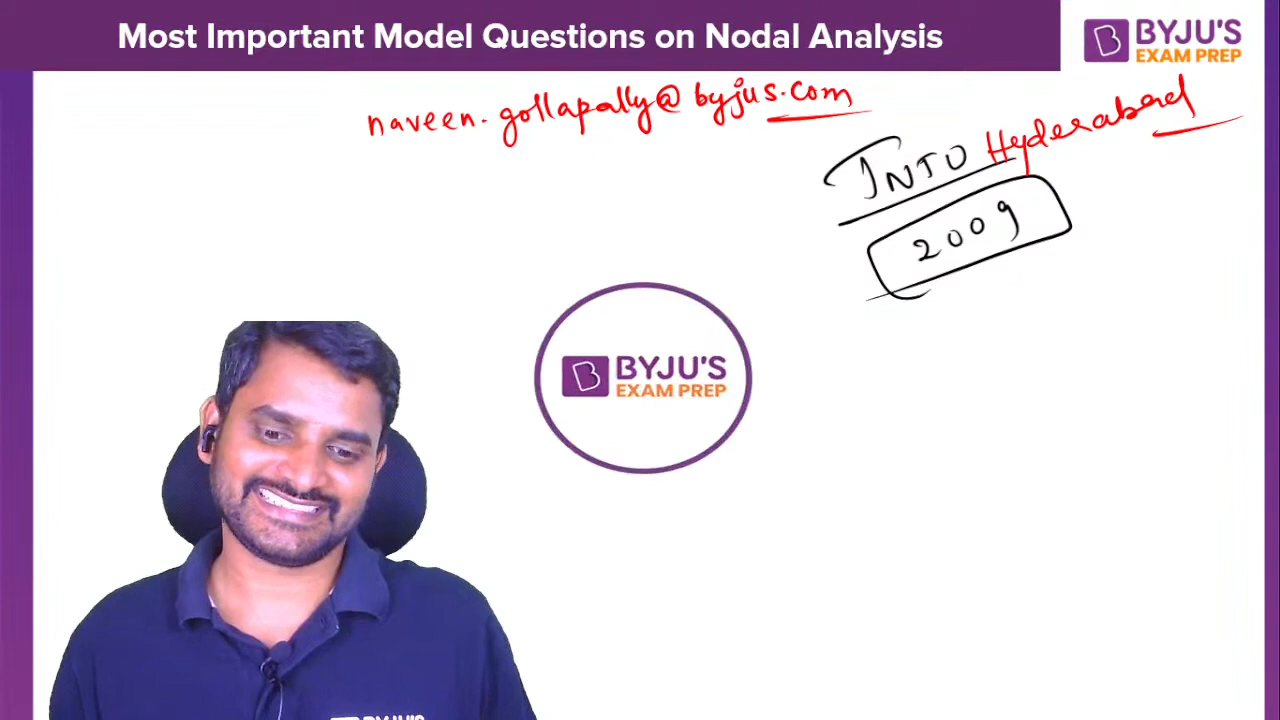 Most Important Model Questions on Nodal Analysis
BYJU'S
EXAM PREP
naveen.gollapally@byjus.com
JNTU Hyderabad
2009
BYJU'S
EXAM PREP
BYJU'S